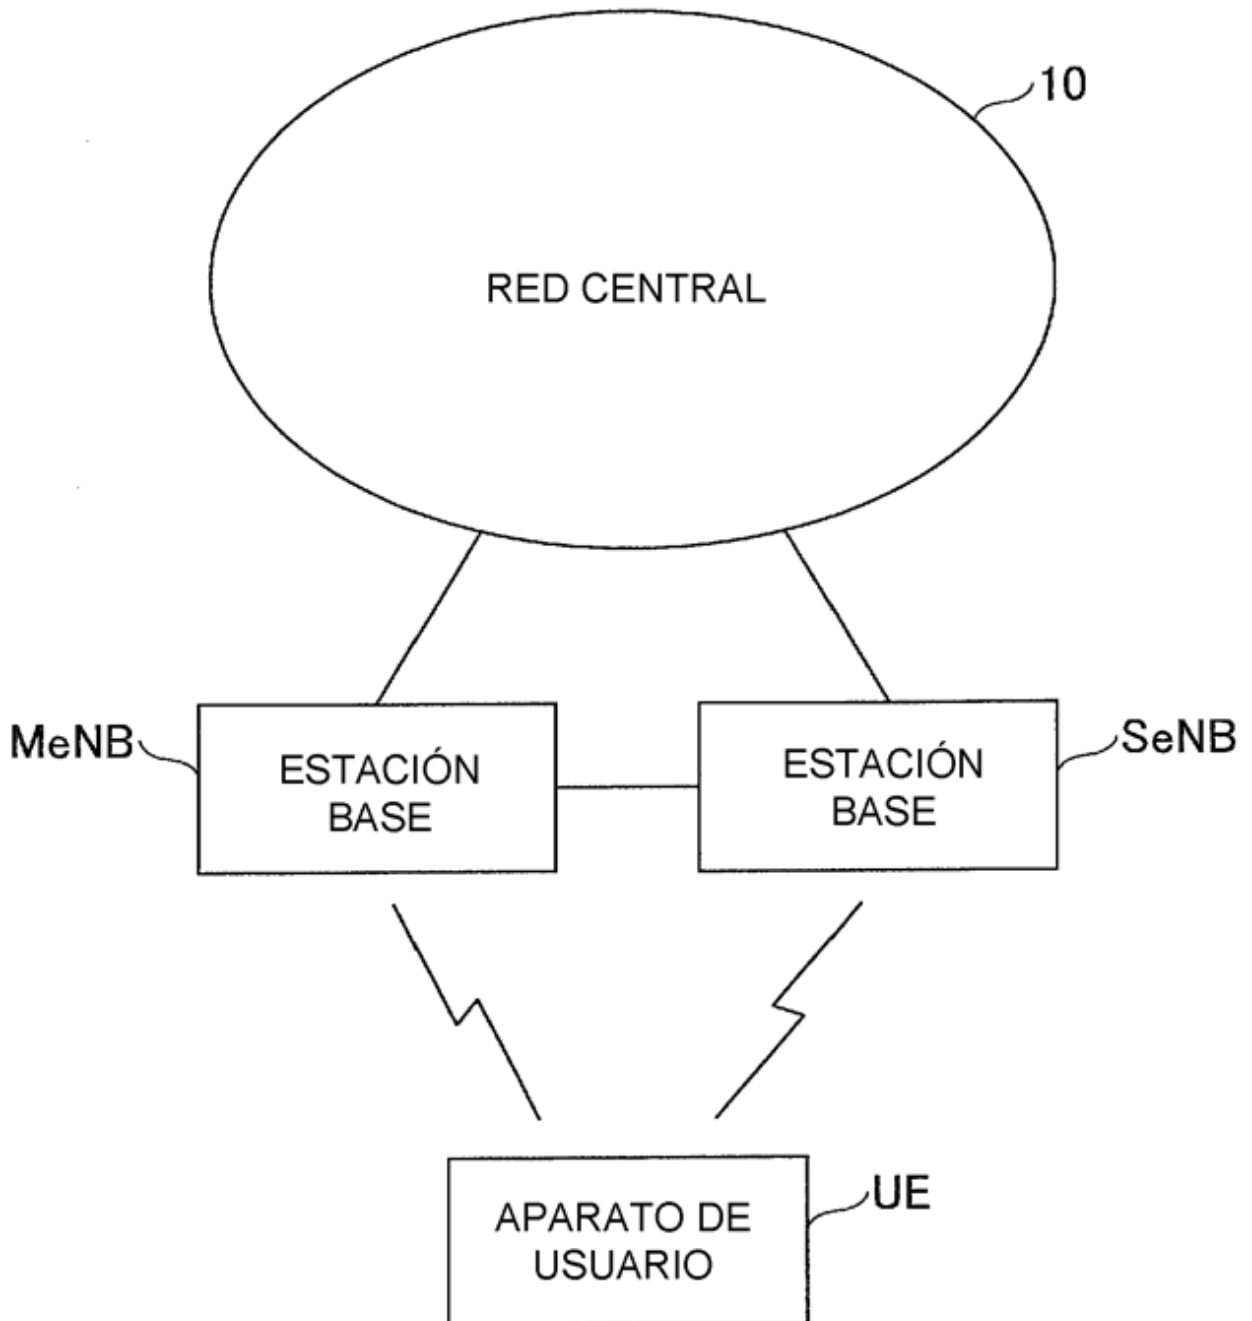 10
RED CENTRAL
MeNB
ESTACIÓN
BASE
ESTACIÓN
BASE
SeNB
APARATO DE
USUARIO
UE